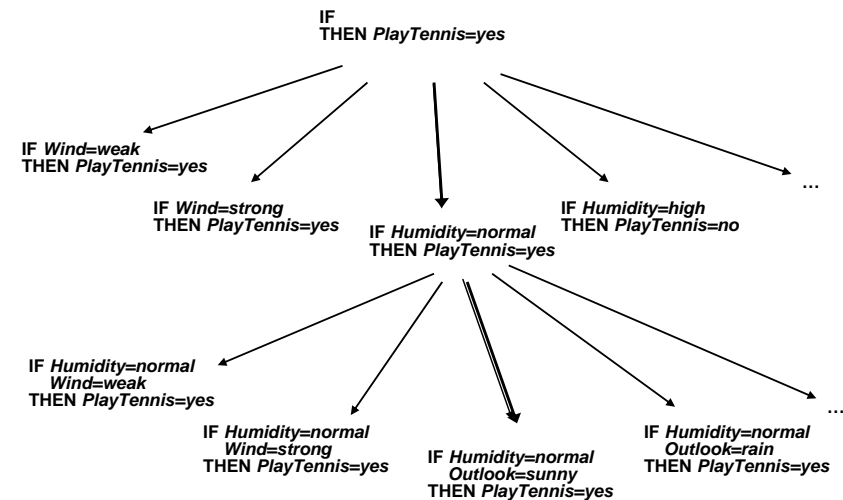 IF
THEN PlayTennis=yes
IF Wind=weak
THEN PlayTennis=yes
IF Wind=strong
THEN PlayTennis=yes
IF Humidity=normal
THEN PlayTennis=yes
IF Humidity=high
THEN PlayTennis=no
...
IF Humidity=normal
Wind=weak
THEN PlayTennis=yes
IF Humidity=normal
Wind=strong
THEN PlayTennis=yes
IF Humidity=normal
Outlook=sunny
THEN PlayTennis=yes
IF Humidity=normal
Outlook=rain
THEN PlayTennis=yes
...